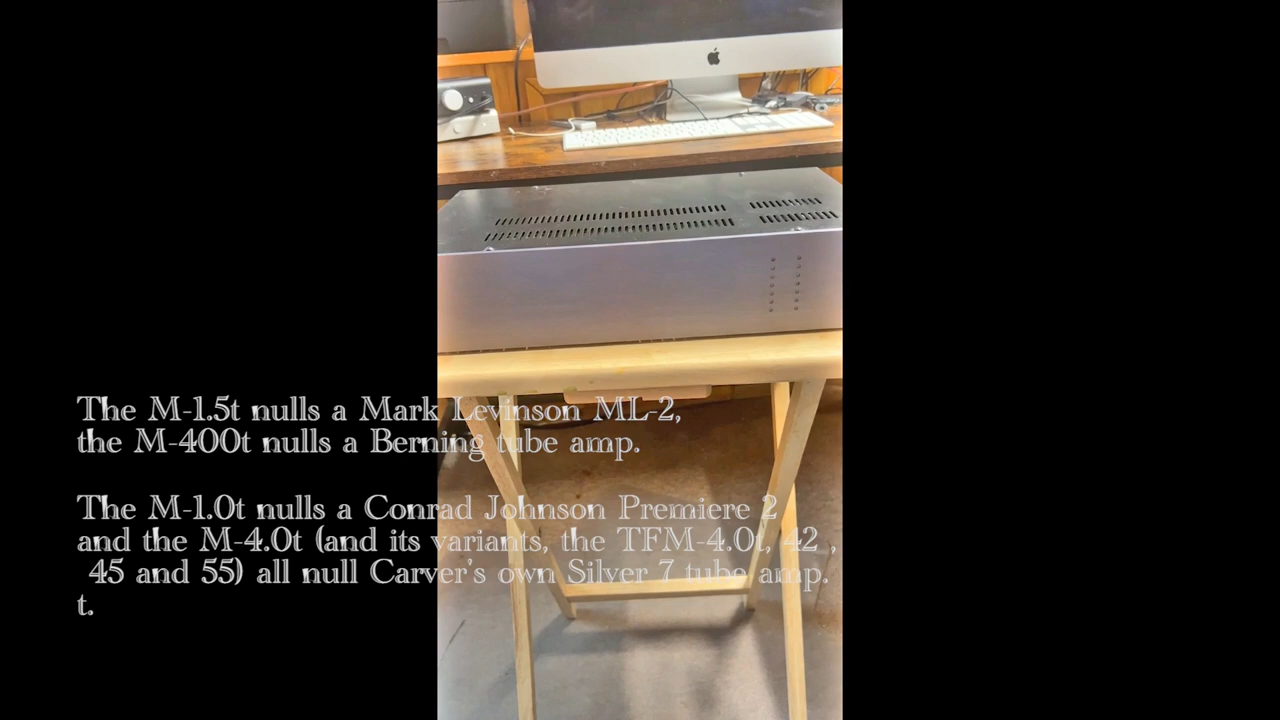 The M-1.5t nulls a Mark Levinson ML-2,
the M-400t nulls a Berning tube amp.
The M-1.0t nulls a Conrad Johnson Premiere 2
and the M-4.0t (and its variants, the TFM-4.0t, 42 ,
45 and 55) all null Carver's own Silver 7 tube amp.
t.